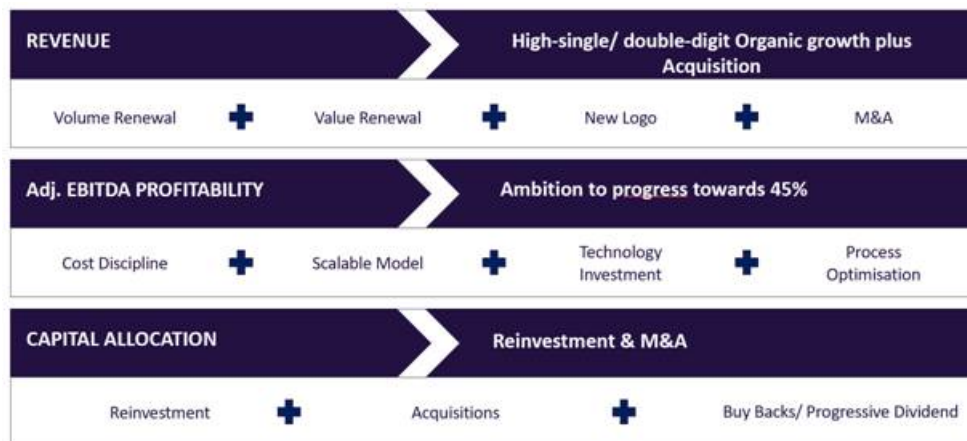 REVENUE
High-single/ double-digit Organic growth plus
Acquisition
Volume Renewal
Value Renewal
New Logo
M&A
Adj. EBITDA PROFITABILITY
Ambition to progress towards 45%
Cost Discipline
Scalable Model
Technology
Investment
Process
Optimisation
CAPITAL ALLOCATION
Reinvestment & M&A
Reinvestment
Acquisitions
Buy Backs/ Progressive Dividend